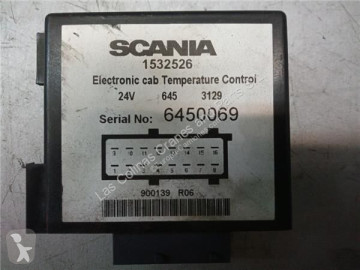 SCANIA
1532526
Electronic cab Temperature Control
24V 645 3129
Serial No: 6450069
900139 R06